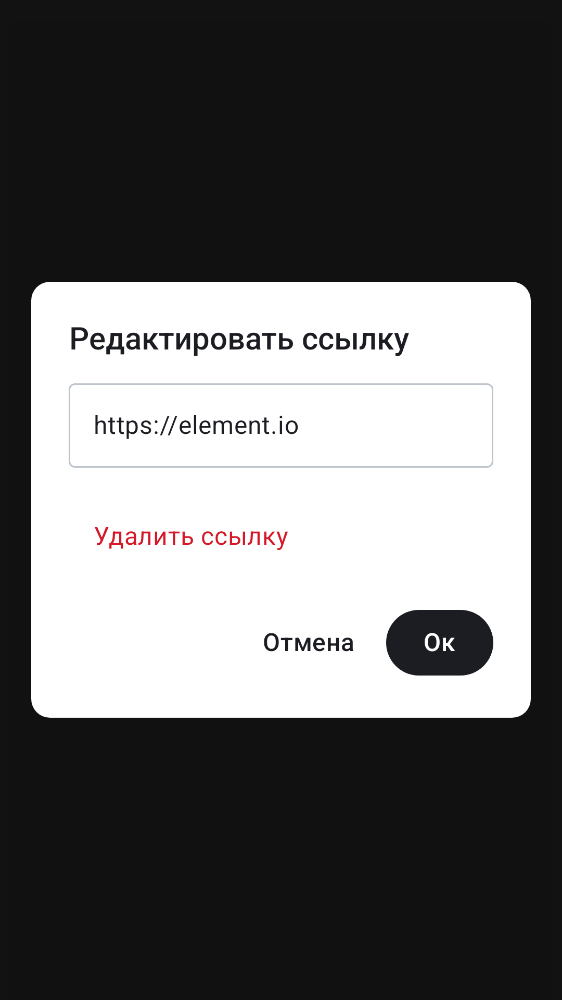 Редактировать ссылку
https://element.io
Удалить ссылку
Отмена
Ок